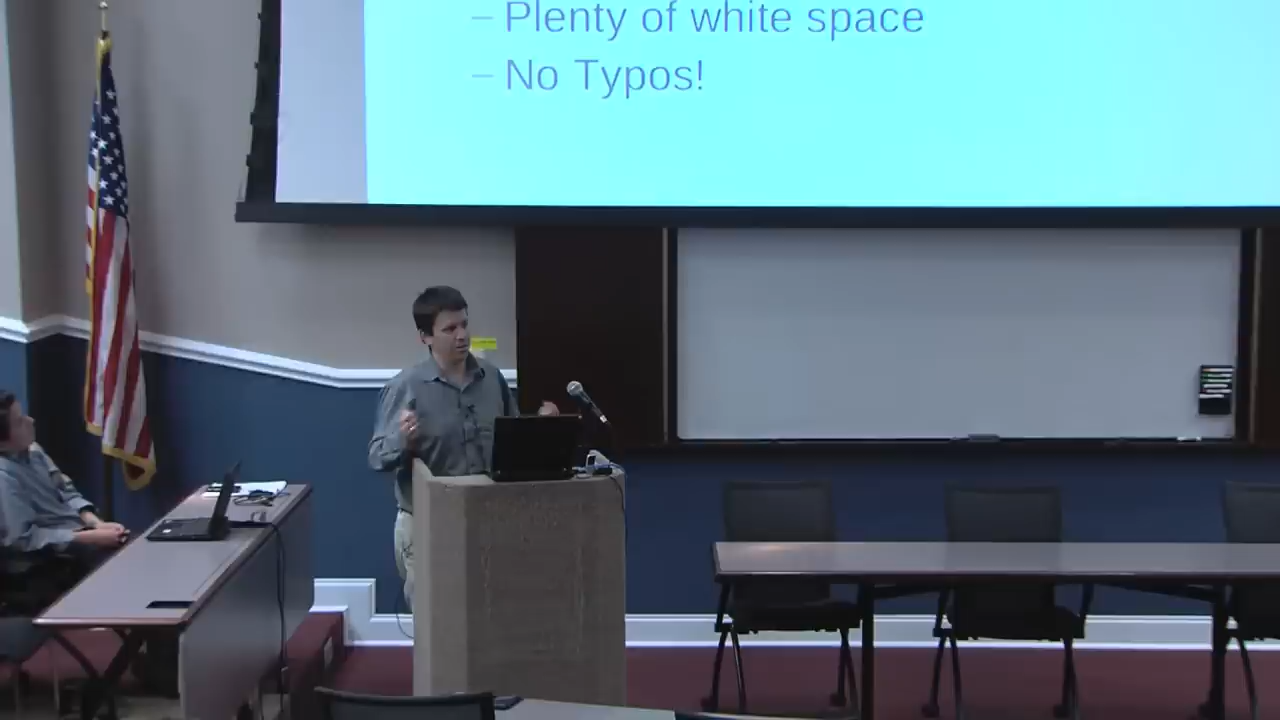 – Plenty of white space
– No Typos!